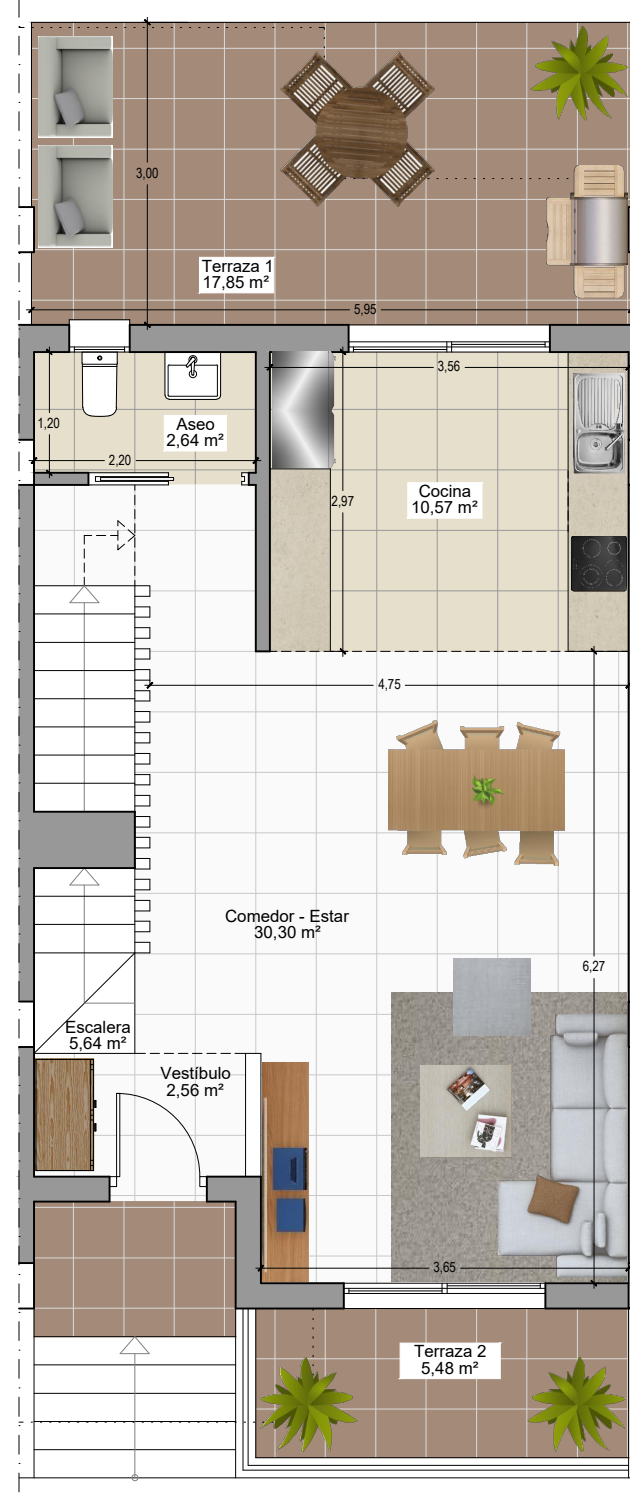 3,00
Terraza 1
17,85 m²
5,95
3,56
1,20
Aseo
2,64 m²
2,20
Cocina
10,57 m²
2,97
4,75
Comedor - Estar
30,30 m²
6,27
Escalera
5,64 m²
Vestíbulo
2,56 m²
3,65
Terraza 2
5,48 m²